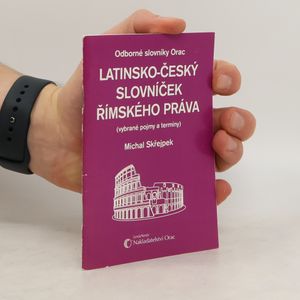 Odborné slovníky Orac
LATINSKO-ČESKÝ
SLOVNÍČEK
ŘÍMSKÉHO PRÁVA
(vybrané pojmy a termíny)
Michal Skřejpek
Nakladatelství Orac